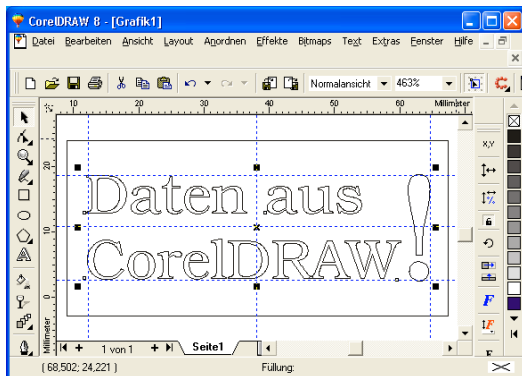 CorelDRAW 8 - [Grafik1]
Datei Bearbeiten Ansicht Layout Anordnen Effekte Bitmaps Text Extras Fenster Hilfe
Normalansicht 463%
10 20 30 40 50 60 Millimeter
X,Y
20
Daten aus !
10
CorelDRAW.
0
Millimeter
1 von 1 Seite1
( 68,502; 24,221 ) Füllung: